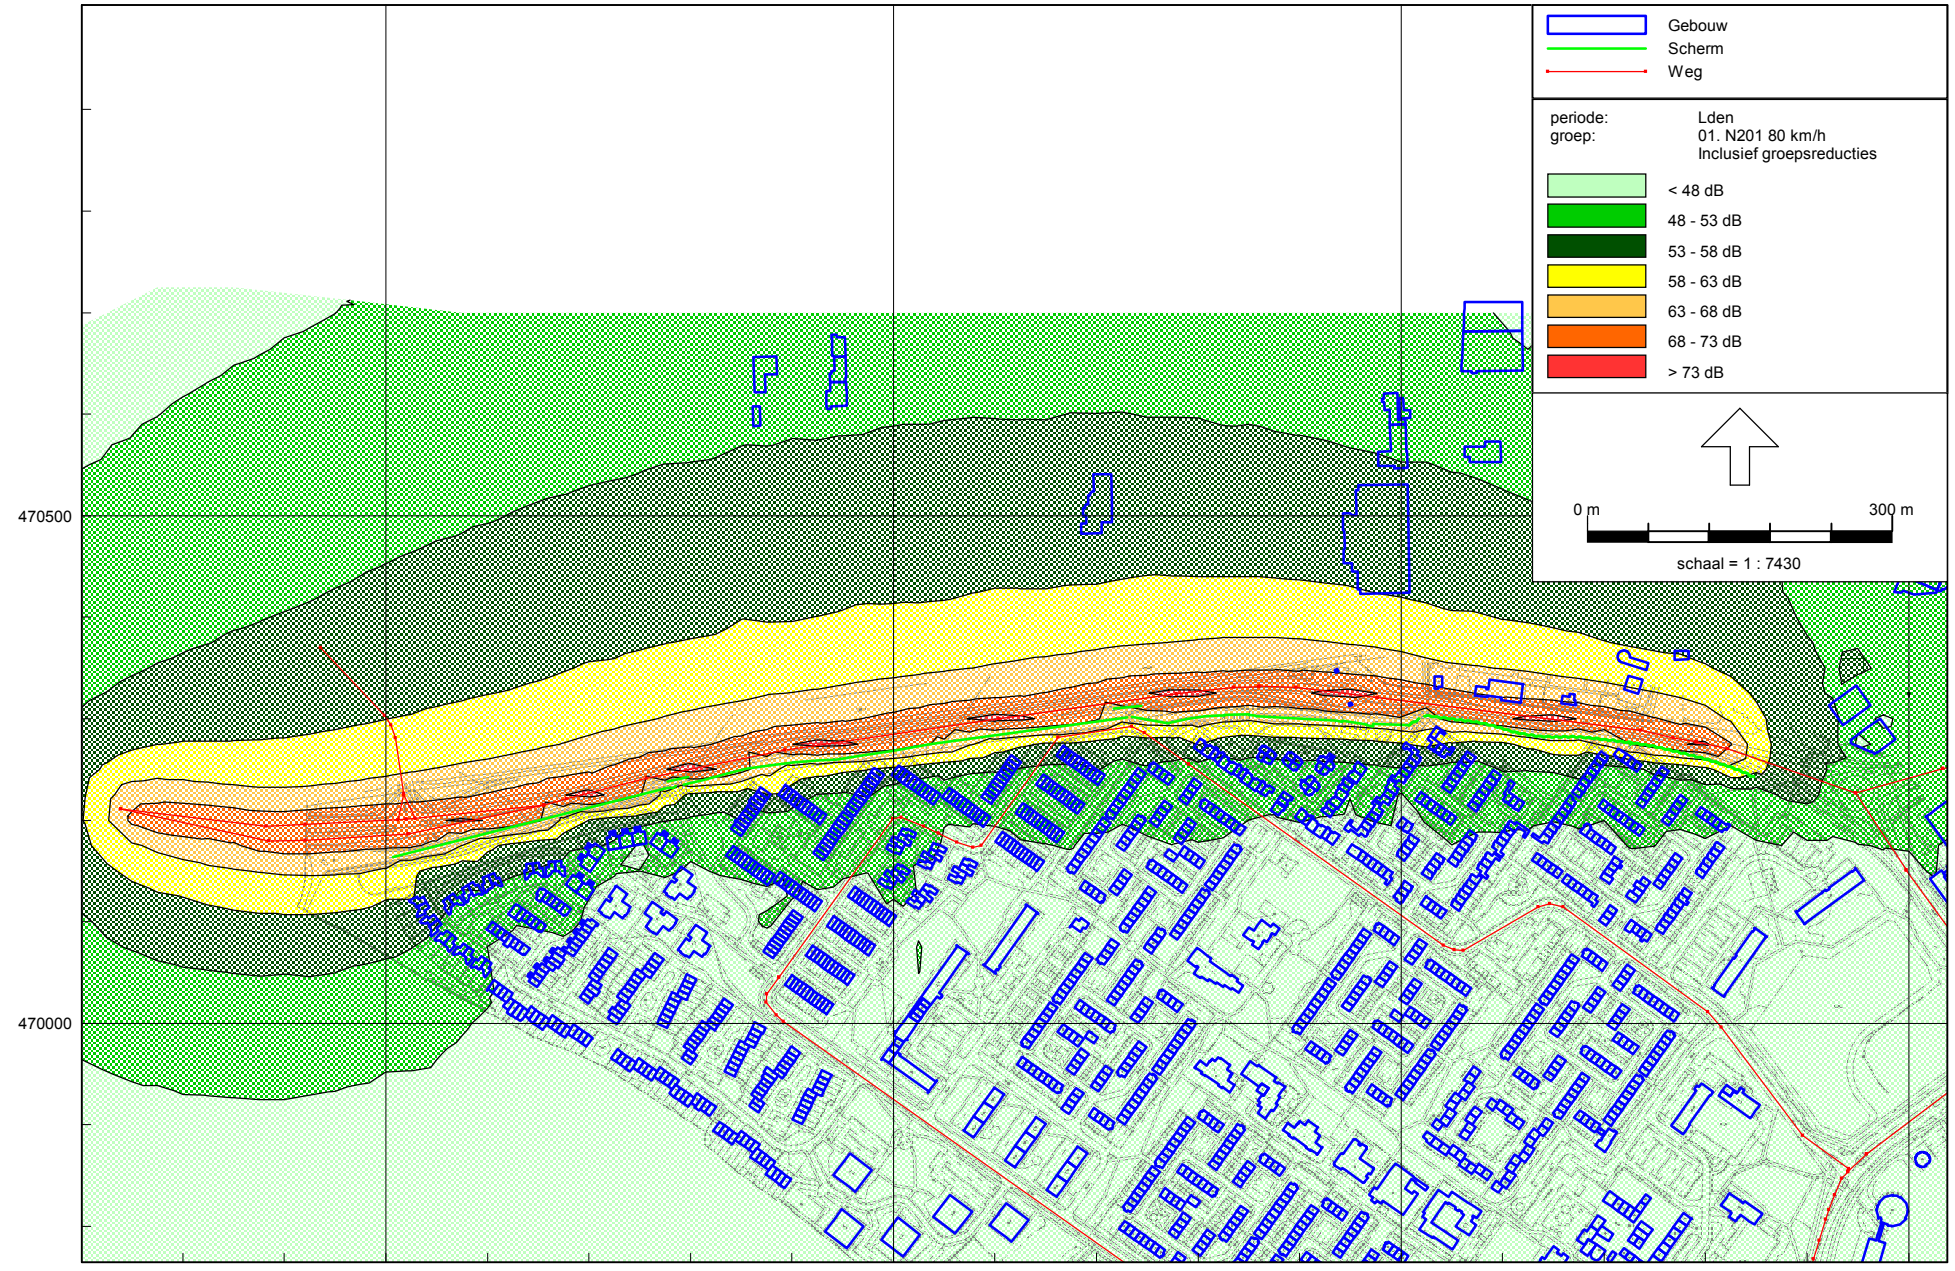 Gebouw
Scherm
Weg
periode: Lden
groep: 01. N201 80 km/h
Inclusief groepsreducties
< 48 dB
48 - 53 dB
53 - 58 dB
58 - 63 dB
63 - 68 dB
68 - 73 dB
> 73 dB
0 m 300 m
schaal = 1 : 7430
470500
470000